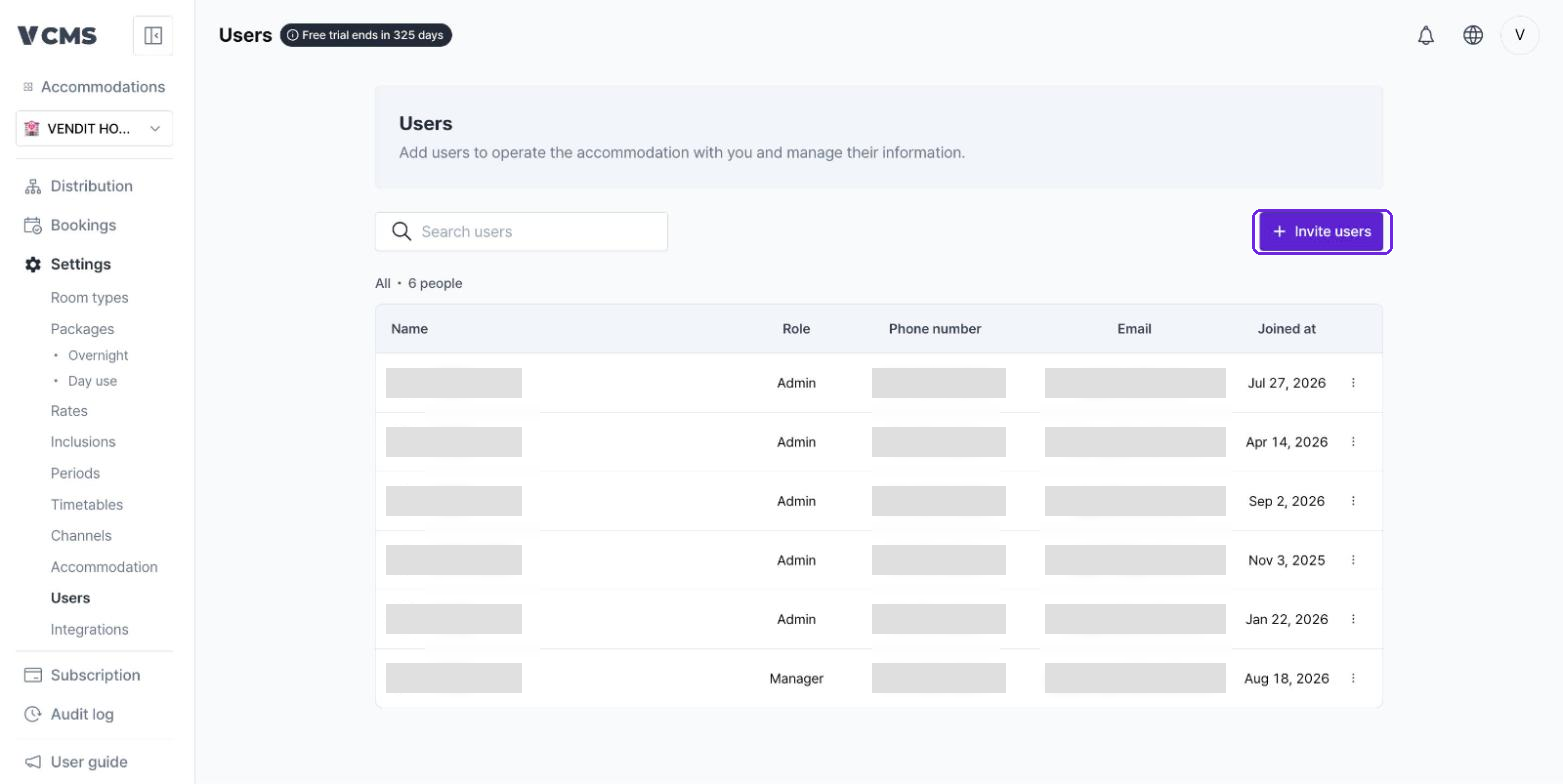 VCMS
Accommodations
VENDIT HO...
Distribution
Bookings
Settings
Room types
Packages
• Overnight
• Day use
Rates
Inclusions
Periods
Timetables
Channels
Accommodation
Users
Integrations
Subscription
Audit log
User guide
Users Free trial ends in 325 days
V
Users
Add users to operate the accommodation with you and manage their information.
Search users
+ Invite users
All • 6 people
Name Role Phone number Email Joined at
Admin Jul 27, 2026
Admin Apr 14, 2026
Admin Sep 2, 2026
Admin Nov 3, 2025
Admin Jan 22, 2026
Manager Aug 18, 2026